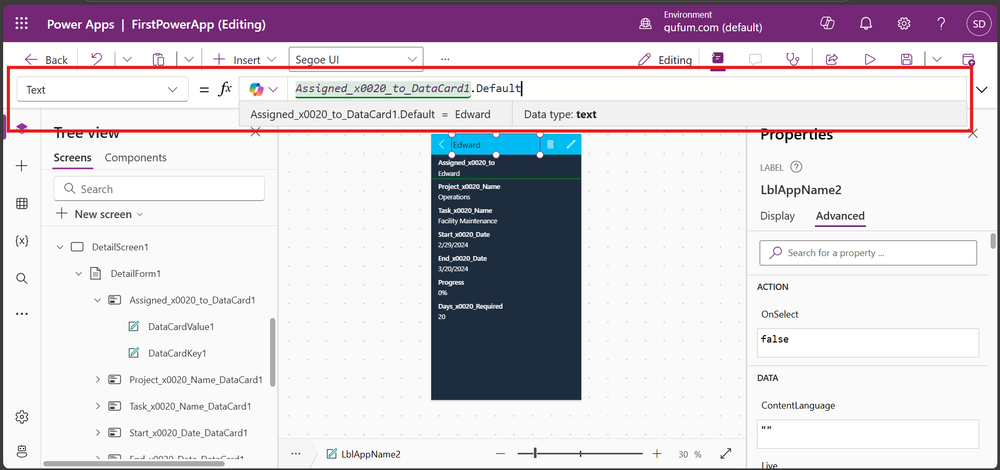 Power Apps | FirstPowerApp (Editing)
Environment
gufum.com (default)
SD
Back
Insert
Segoe UI
...
Editing
Text
= fx
Assigned_x0020_to_DataCard1.Default
Assigned_x0020_to_DataCard1.Default = Edward
Data type: text
Tree view
Screens
Components
Search
New screen
DetailScreen1
DetailForm1
Assigned_x0020_to_DataCard1
DataCardValue1
DataCardKey1
Project_x0020_Name_DataCard1
Task_x0020_Name_DataCard1
Start_x0020_Date_DataCard1
End_x0020_Date_DataCard1
Edward
Assigned_x0020_to
Edward
Project_x0020_Name
Operations
Task_x0020_Name
Facility Maintenance
Start_x0020_Date
2/29/2024
End_x0020_Date
3/20/2024
Progress
0%
Days_x0020_Required
20
... LblAppName2
30 %
Properties
LABEL ?
LblAppName2
Display
Advanced
Search for a property ...
ACTION
OnSelect
false
DATA
ContentLanguage
""
Live